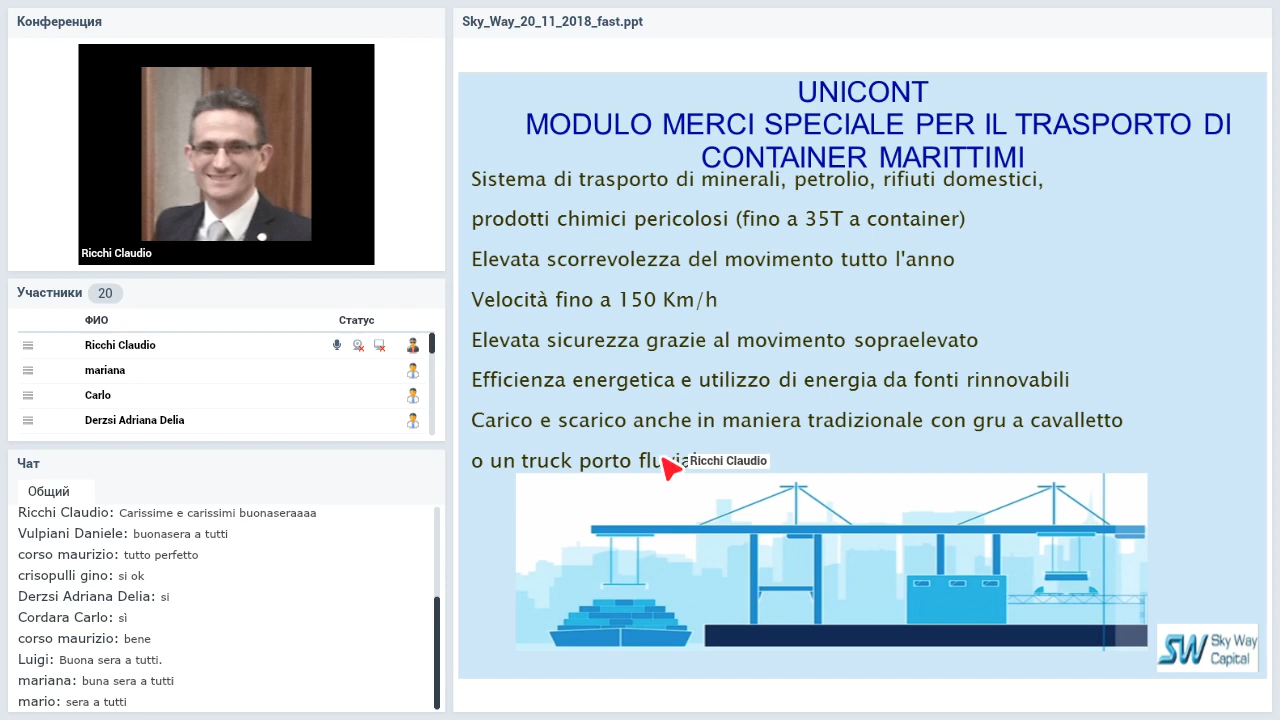 Конференция
Ricchi Claudio
Участники 20
ФИО Статус
Ricchi Claudio
mariana
Carlo
Derzsi Adriana Delia
Чат
Общий
Ricchi Claudio: Carissime e carissimi buonaseraaaa
Vulpiani Daniele: buonasera a tutti
corso maurizio: tutto perfetto
crisopulli gino: si ok
Derzsi Adriana Delia: si
Cordara Carlo: sì
corso maurizio: bene
Luigi: Buona sera a tutti.
mariana: buna sera a tutti
mario: sera a tutti
Sky_Way_20_11_2018_fast.ppt
UNICONT
MODULO MERCI SPECIALE PER IL TRASPORTO DI
CONTAINER MARITTIMI
Sistema di trasporto di minerali, petrolio, rifiuti domestici,
prodotti chimici pericolosi (fino a 35T a container)
Elevata scorrevolezza del movimento tutto l'anno
Velocità fino a 150 Km/h
Elevata sicurezza grazie al movimento sopraelevato
Efficienza energetica e utilizzo di energia da fonti rinnovabili
Carico e scarico anche in maniera tradizionale con gru a cavalletto
o un truck porto
Ricchi Claudio
SW Sky Way
Capital